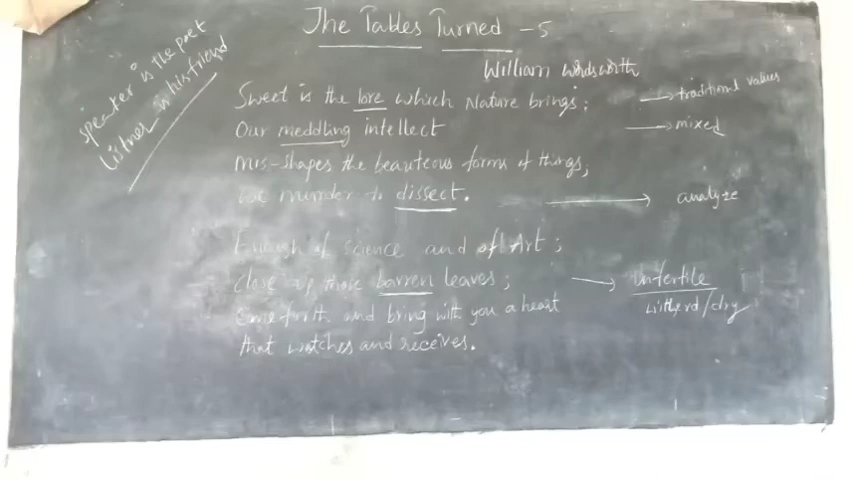 The Tables Turned - 5
William Wordsworth
speaker is the poet
Listner is his friend
Sweet is the lore which Nature brings; → traditional values
Our meddling intellect → mixed
Mis-shapes the beauteous forms of things,
murder to dissect. → analyze
Enough of science and of Art;
close up those barren leaves; → infertile
witherd/dry
Come forth and bring with you a heart
that watches and receives.